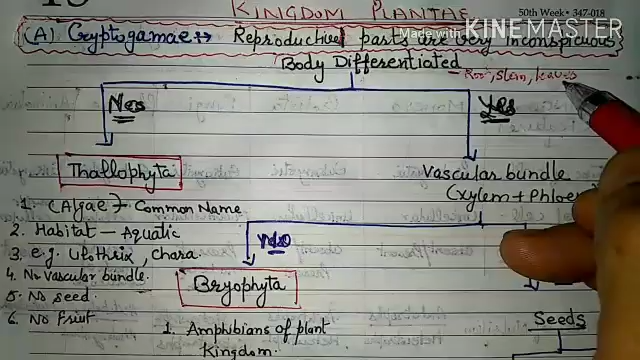 KINGDOM PLANTAE
50th Week • 347-018
Made with KINEMASTER
(A) Cryptogamae :→ Reproductive parts are very inconspicuous
Body Differentiated
- Root, Stem, Leaves
No
Yes
Thallophyta
Vascular bundle
(xylem + Phloem)
1. (Algae) → Common Name
2. Habitat - Aquatic
No
3. e.g. Ulothrix, chara.
4. No vascular bundle.
Bryophyta
5. No seed.
6. No Fruit
Seeds
1. Amphibians of plant
Kingdom.